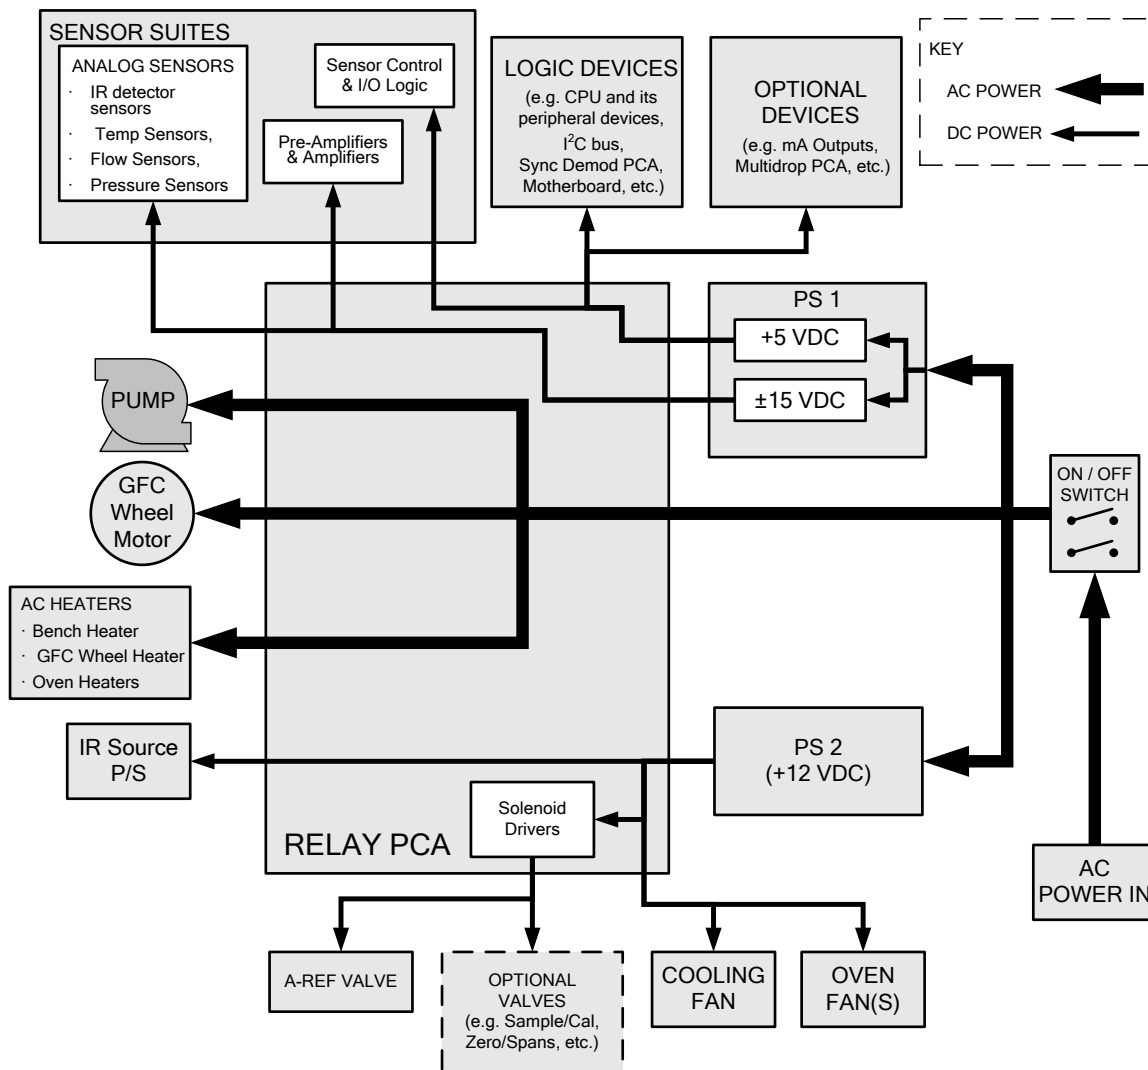 SENSOR SUITES
ANALOG SENSORS
· IR detector
sensors
· Temp Sensors,
· Flow Sensors,
· Pressure Sensors
Sensor Control
& I/O Logic
Pre-Amplifiers
& Amplifiers
LOGIC DEVICES
(e.g. CPU and its
peripheral devices,
I²C bus,
Sync Demod PCA,
Motherboard, etc.)
OPTIONAL
DEVICES
(e.g. mA Outputs,
Multidrop PCA, etc.)
KEY
AC POWER
DC POWER
PS 1
+5 VDC
±15 VDC
PUMP
GFC
Wheel
Motor
ON / OFF
SWITCH
AC HEATERS
· Bench Heater
· GFC Wheel Heater
· Oven Heaters
IR Source
P/S
PS 2
(+12 VDC)
Solenoid
Drivers
RELAY PCA
AC
POWER IN
A-REF VALVE
OPTIONAL
VALVES
(e.g. Sample/Cal,
Zero/Spans, etc.)
COOLING
FAN
OVEN
FAN(S)